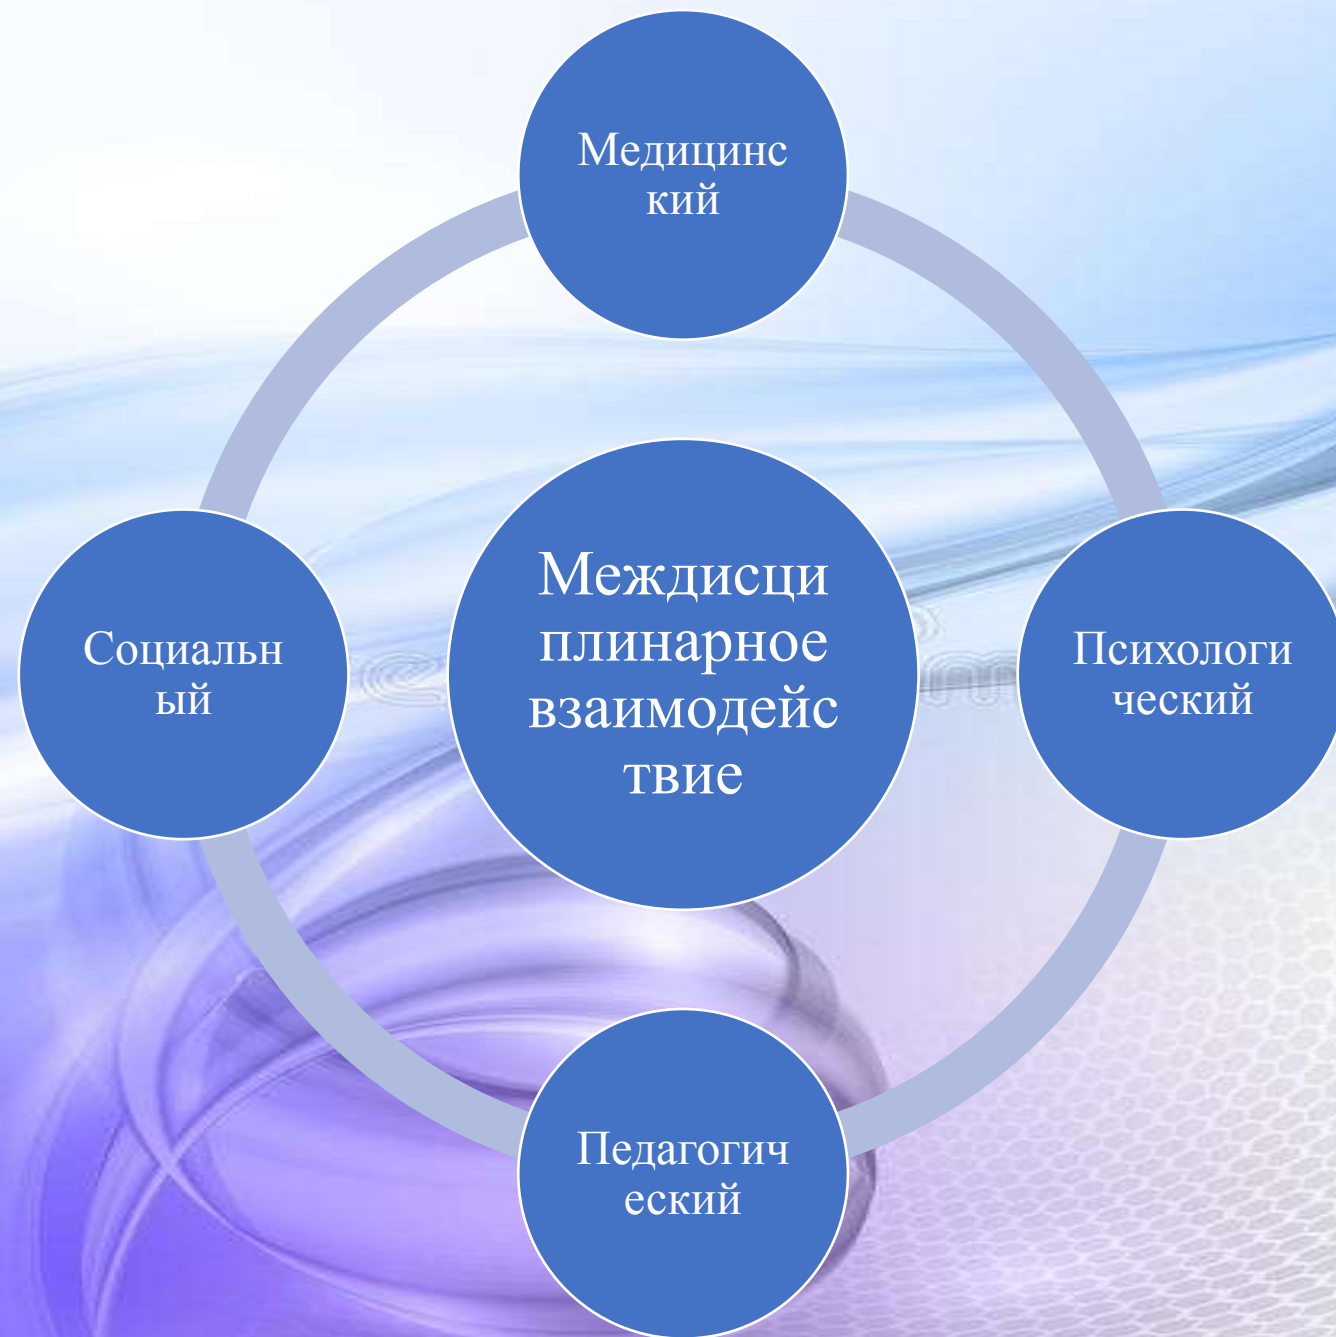 Медицинс
кий
Междисци
плинарное
взаимодейс
твие
Социальн
ый
Психологи
ческий
Педагогич
еский